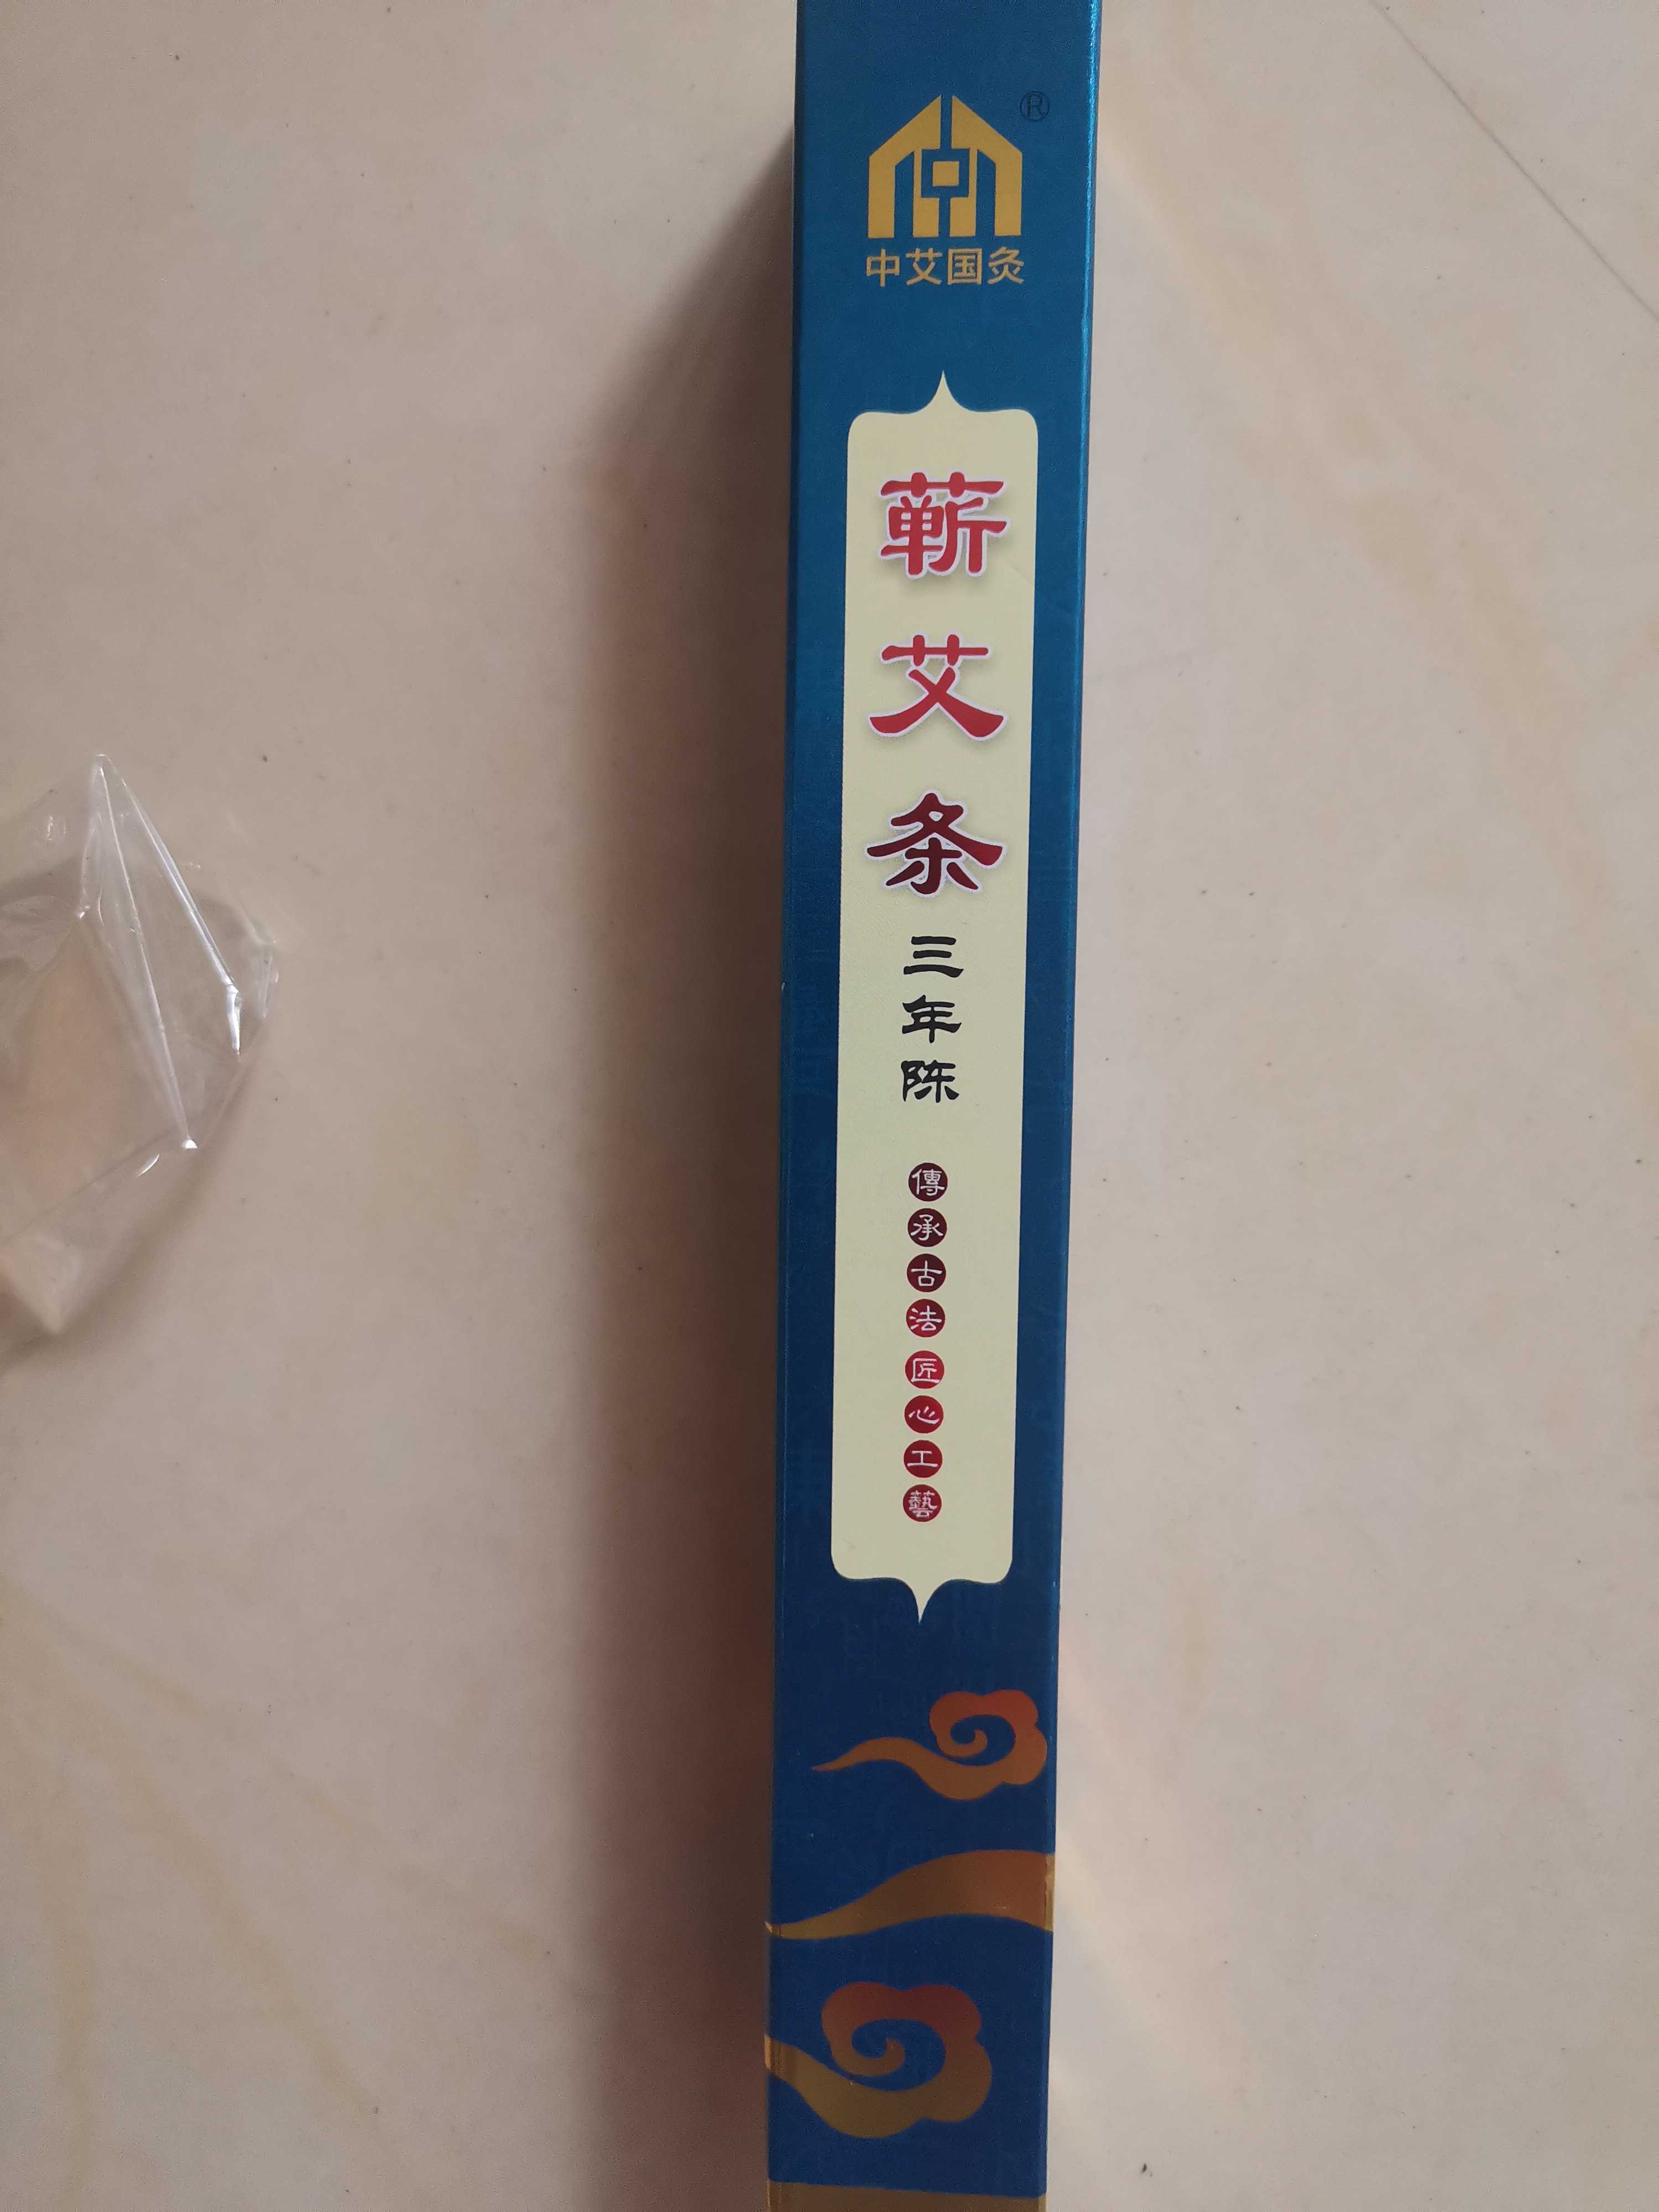 ®
中艾国灸
蕲艾条
三年陈
傳承古法匠心工藝